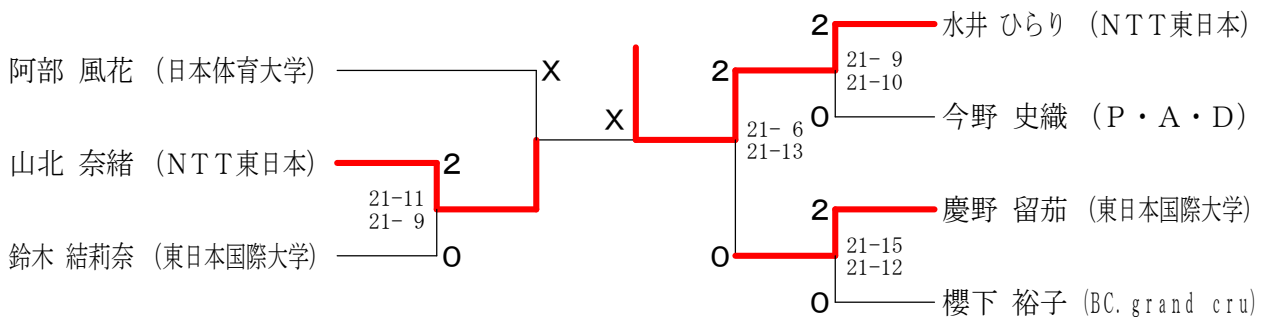 阿部 風花 (日本体育大学)
X
山北 奈緒 (NTT東日本)
2
21-11
21- 9
鈴木 結莉奈 (東日本国際大学)
0
X
2
水井 ひらり (NTT東日本)
21- 9
21-10
2
0
今野 史織 (P・A・D)
21- 6
21-13
2
慶野 留茄 (東日本国際大学)
21-15
21-12
0
0
櫻下 裕子 (BC. grand cru)